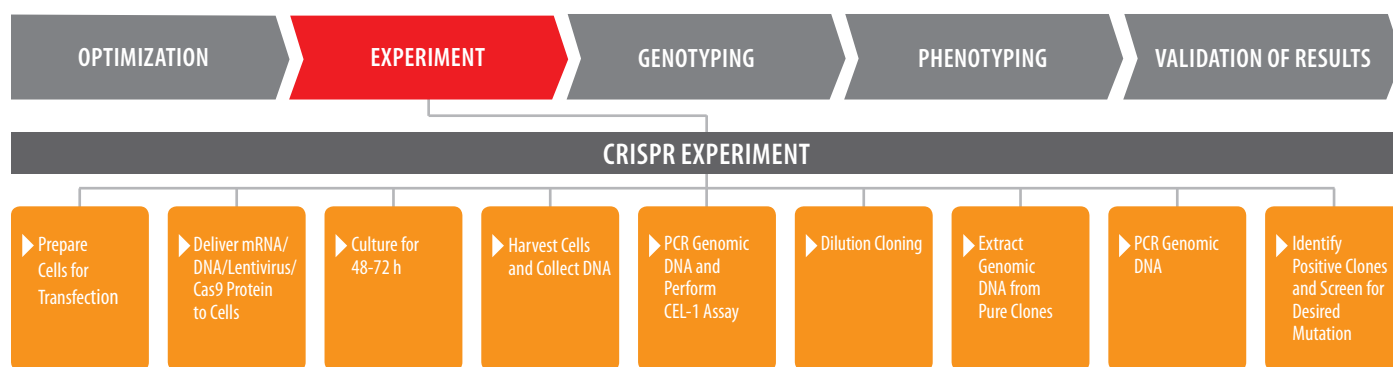 OPTIMIZATION
EXPERIMENT
GENOTYPING
PHENOTYPING
VALIDATION OF RESULTS
CRISPR EXPERIMENT
Prepare
Cells for
Transfection
Deliver mRNA/
DNA/Lentivirus/
Cas9 Protein
to Cells
Culture for
48-72 h
Harvest Cells
and Collect DNA
PCR Genomic
DNA and
Perform
CEL-1 Assay
Dilution Cloning
Extract
Genomic
DNA from
Pure Clones
PCR Genomic
DNA
Identify
Positive Clones
and Screen for
Desired
Mutation